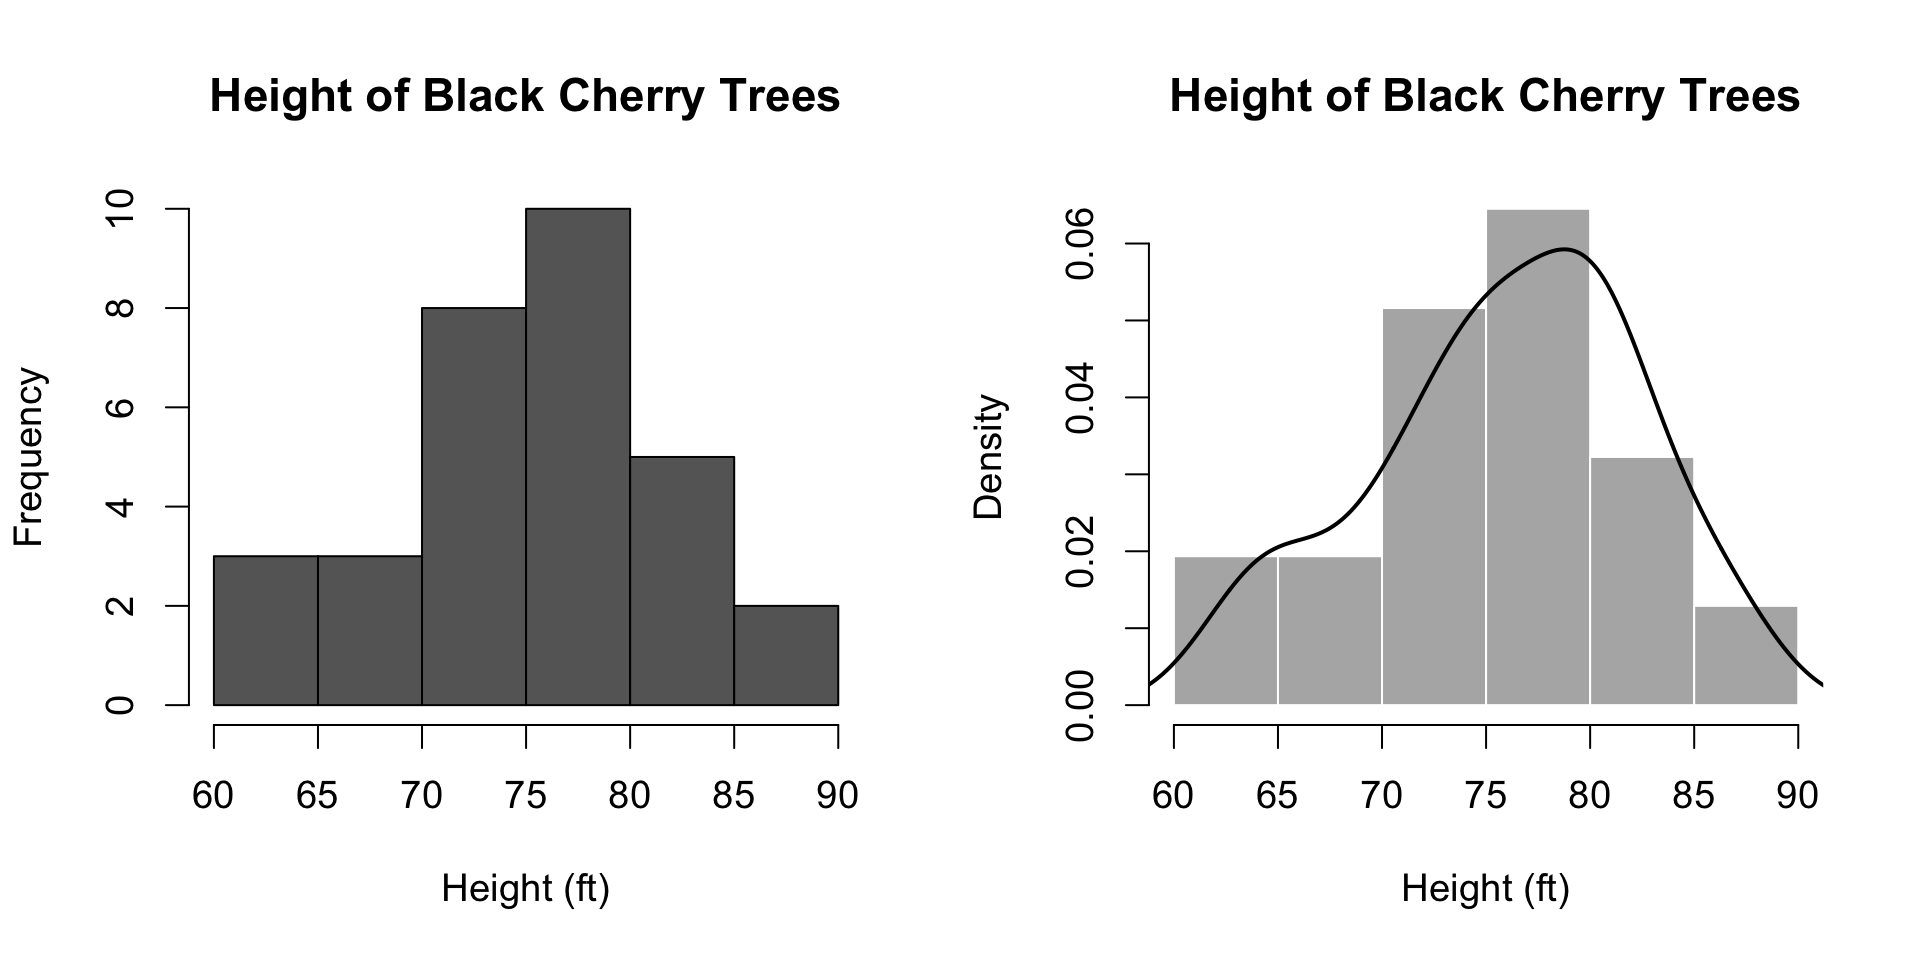 Height of Black Cherry Trees
Frequency
10
8
6
4
2
0
60 65 70 75 80 85 90
Height (ft)
Height of Black Cherry Trees
Density
0.06
0.04
0.02
0.00
60 65 70 75 80 85 90
Height (ft)